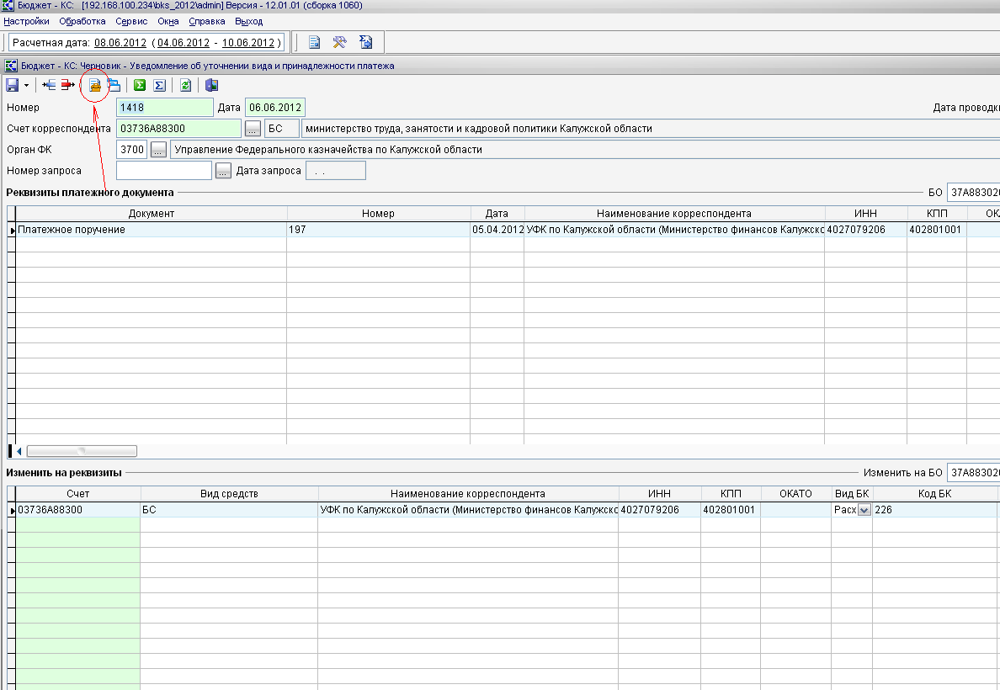 Бюджет - КС: [192.168.100.234\bks_2012\admin] Версия - 12.01.01 (сборка 1060)
Настройки Обработка Сервис Окна Справка Выход
Расчетная дата: 08.06.2012 ( 04.06.2012 - 10.06.2012 )
Бюджет - КС: Черновик - Уведомление об уточнении вида и принадлежности платежа
Номер 1418 Дата 06.06.2012 Дата проводки
Счет корреспондента 03736А88300 ... БС министерство труда, занятости и кадровой политики Калужской области
Орган ФК 3700 ... Управление Федерального казначейства по Калужской области
Номер запроса ... Дата запроса . .
Реквизиты платежного документа БО 37А88302
Документ Номер Дата Наименование корреспондента ИНН КПП ОКА
Платежное поручение 197 05.04.2012 УФК по Калужской области (Министерство финансов Калужско 4027079206 402801001
Изменить на реквизиты Изменить на БО 37А88302
Счет Вид средств Наименование корреспондента ИНН КПП ОКАТО Вид БК Код БК
03736А88300 БС УФК по Калужской области (Министерство финансов Калужско 4027079206 402801001 Расх 226